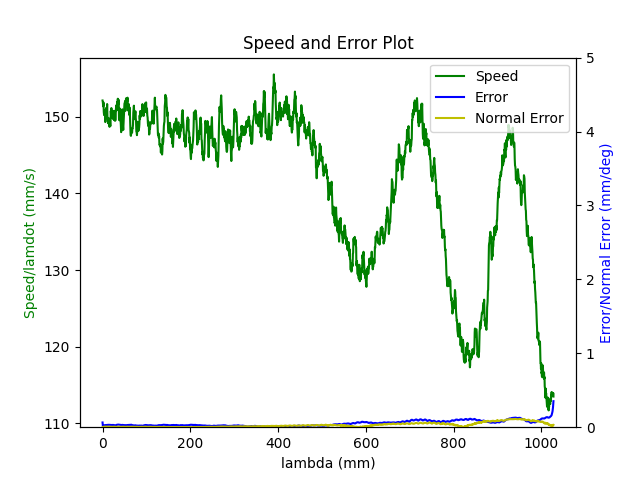 Speed and Error Plot
Speed
Error
Normal Error
Speed/lamdot (mm/s)
150
140
130
120
110
5
4
3
2
1
0
Error/Normal Error (mm/deg)
0
200
400
600
800
1000
lambda (mm)